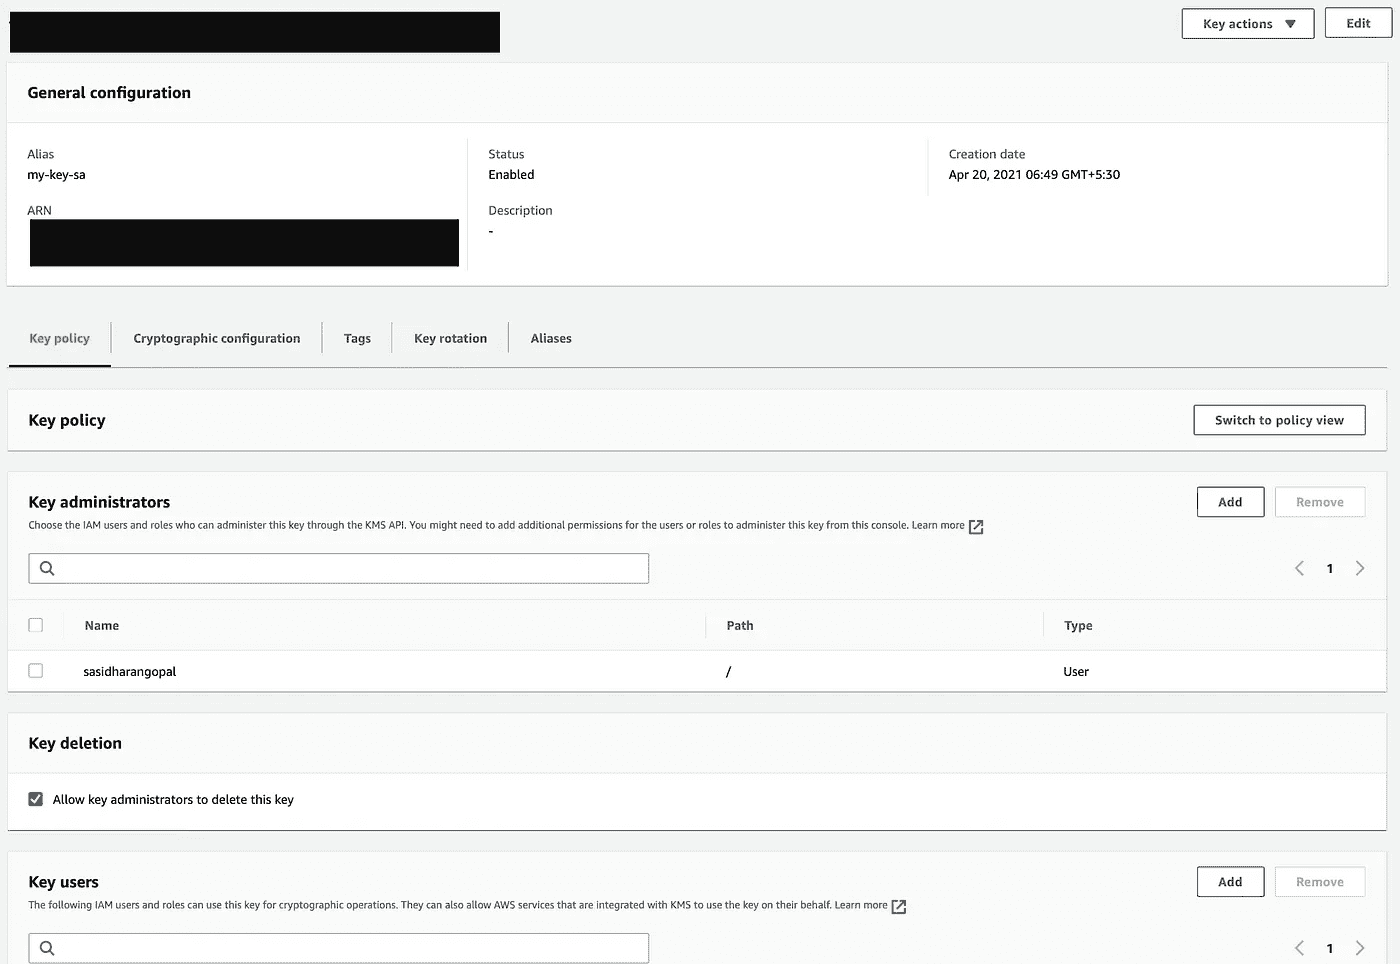 Key actions ▼ Edit
General configuration
Alias Status Creation date
my-key-sa Enabled Apr 20, 2021 06:49 GMT+5:30
ARN Description
-
Key policy Cryptographic configuration Tags Key rotation Aliases
Key policy Switch to policy view
Key administrators Add Remove
Choose the IAM users and roles who can administer this key through the KMS API. You might need to add additional permissions for the users or roles to administer this key from this console. Learn more
1
Name Path Type
sasidharangopal / User
Key deletion
Allow key administrators to delete this key
Key users Add Remove
The following IAM users and roles can use this key for cryptographic operations. They can also allow AWS services that are integrated with KMS to use the key on their behalf. Learn more
1